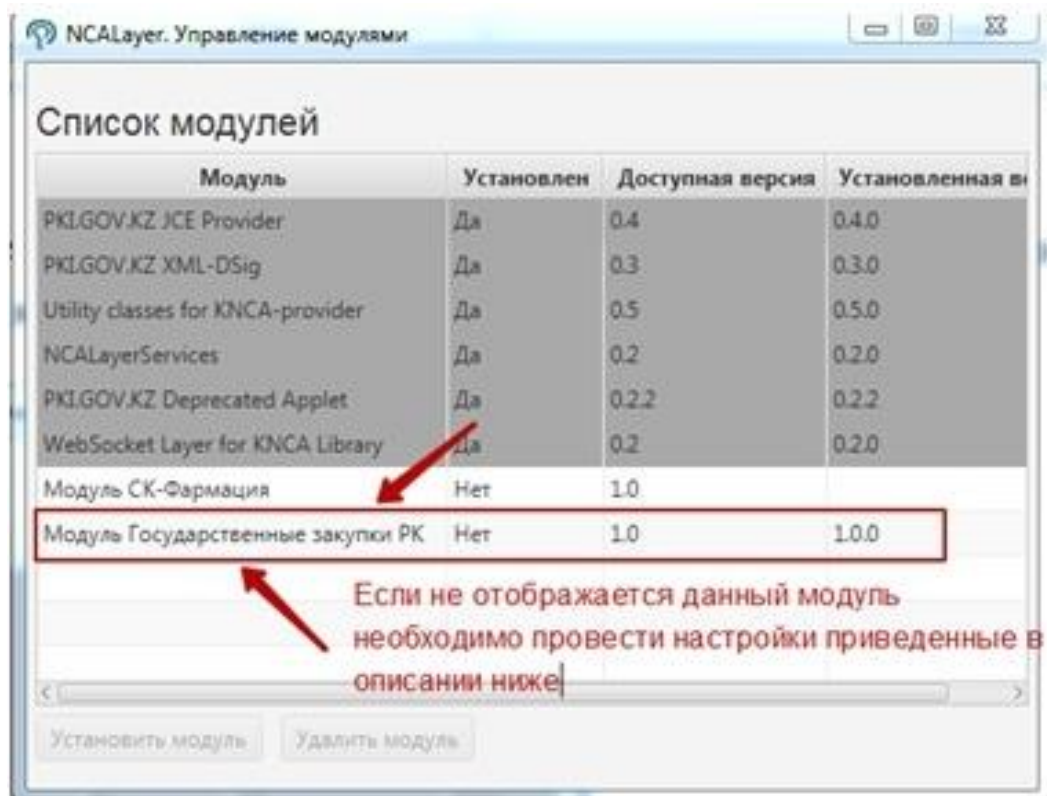 NCALayer. Управление модулями
Список модулей
Модуль Установлен Доступная версия Установленная
PKI.GOV.KZ JCE Provider Да 0.4 0.4.0
PKI.GOV.KZ XML-DSig Да 0.3 0.3.0
Utility classes for KNCA-provider Да 0.5 0.5.0
NCALayerServices Да 0.2 0.2.0
PKI.GOV.KZ Deprecated Applet Да 0.2.2 0.2.2
WebSocket Layer for KNCA Library Да 0.2 0.2.0
Модуль СК-Фармация Нет 1.0
Модуль Государственные закупки РК Нет 1.0 1.0.0
Если не отображается данный модуль
необходимо провести настройки приведенные в
описании ниже
Установить модуль Удалить модуль